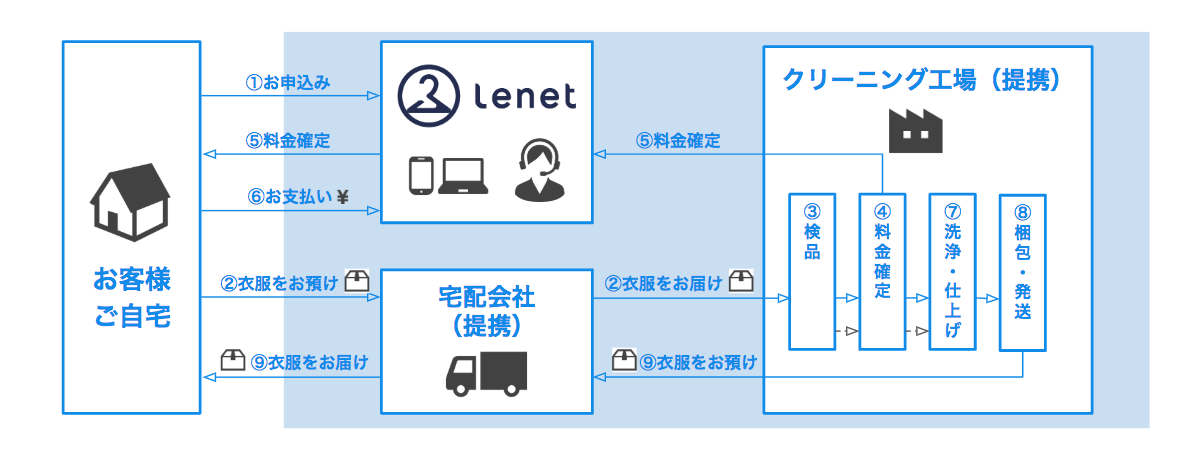 お客様
ご自宅
①お申込み
⑤料金確定
⑥お支払い ¥
②衣服をお預け
⑨衣服をお届け
lenet
宅配会社
（提携）
⑤料金確定
②衣服をお届け
⑨衣服をお預け
クリーニング工場（提携）
③検品
④料金確定
⑦洗浄・仕上げ
⑧梱包・発送